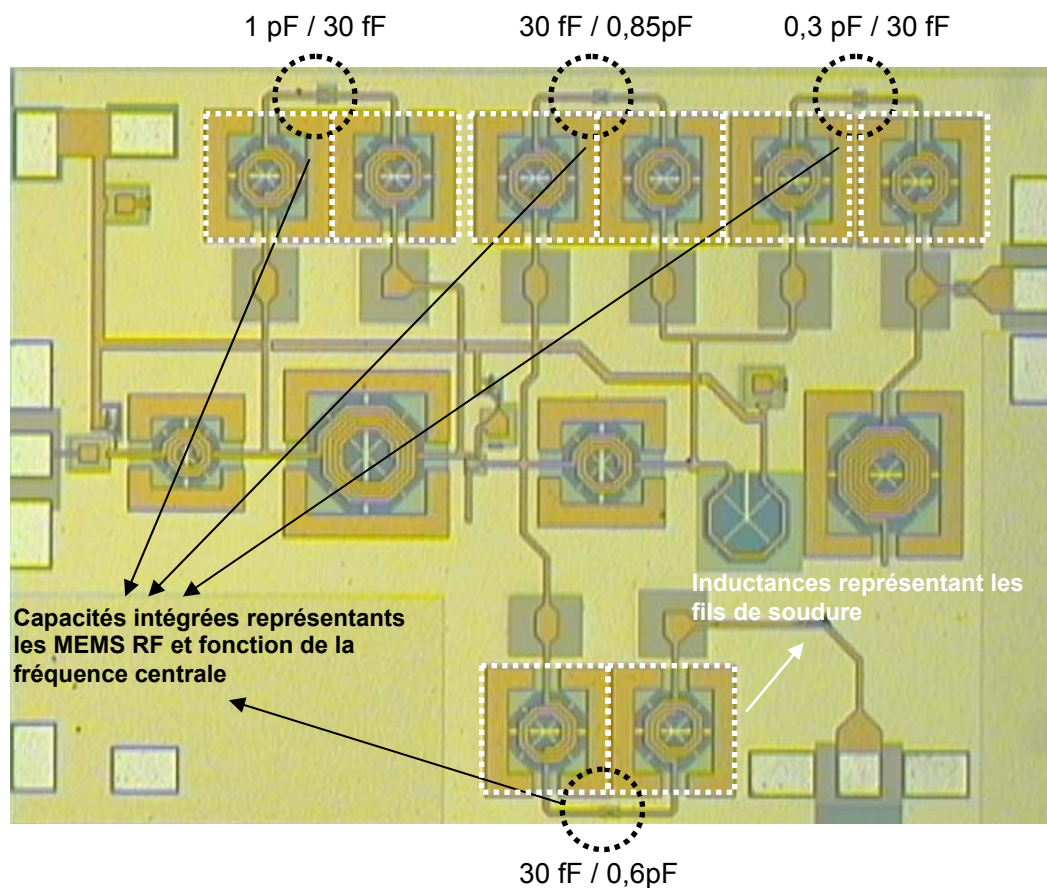 1 pF / 30 fF
30 fF / 0,85pF
0,3 pF / 30 fF
Inductances représentant les
fils de soudure
Capacités intégrées représentants
les MEMS RF et fonction de la
fréquence centrale
30 fF / 0,6pF